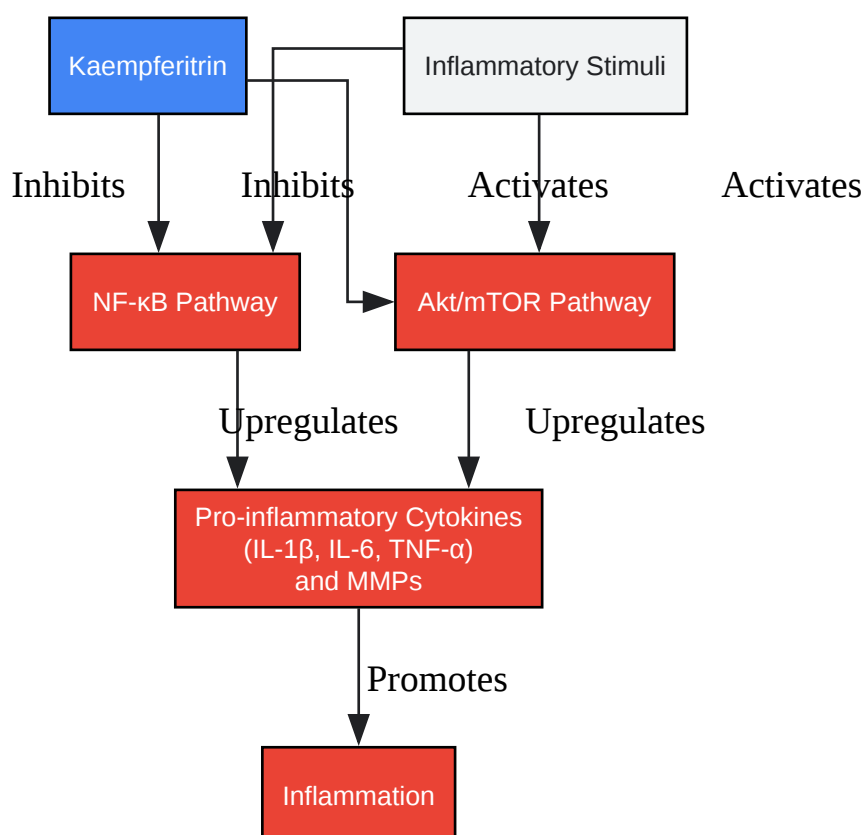 Kaempferitrin
Inflammatory Stimuli
Inhibits
Inhibits
Activates
Activates
NF-κB Pathway
Akt/mTOR Pathway
Upregulates
Upregulates
Pro-inflammatory Cytokines
(IL-1β, IL-6, TNF-α)
and MMPs
Promotes
Inflammation